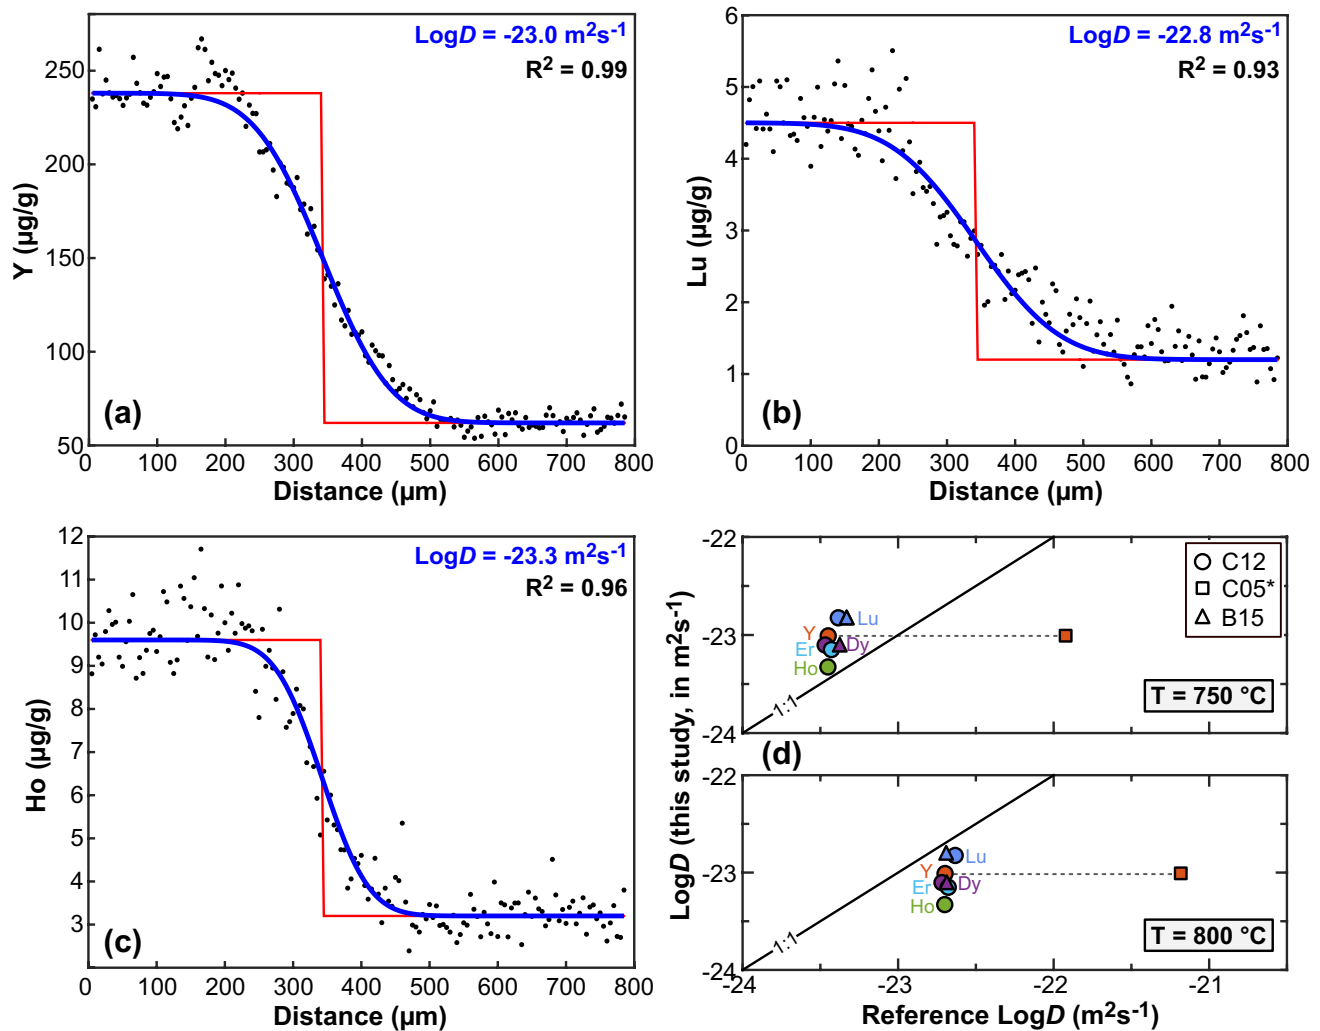 LogD = -23.0 m²s⁻¹
R² = 0.99
250
200
150
100
50
Y (µg/g)
(a)
0 100 200 300 400 500 600 700 800
Distance (µm)
LogD = -22.8 m²s⁻¹
R² = 0.93
6
5
4
3
2
1
0
Lu (µg/g)
(b)
0 100 200 300 400 500 600 700 800
Distance (µm)
LogD = -23.3 m²s⁻¹
R² = 0.96
12
11
10
9
8
7
6
5
4
3
Ho (µg/g)
(c)
0 100 200 300 400 500 600 700 800
Distance (µm)
-22
-23
-24
C12
C05*
B15
Lu
Y
Er
Dy
Ho
1:1
T = 750 °C
(d)
LogD (this study, in m²s⁻¹)
-22
-23
-24
Lu
Y
Er
Dy
Ho
1:1
T = 800 °C
-24 -23 -22 -21
Reference LogD (m²s⁻¹)